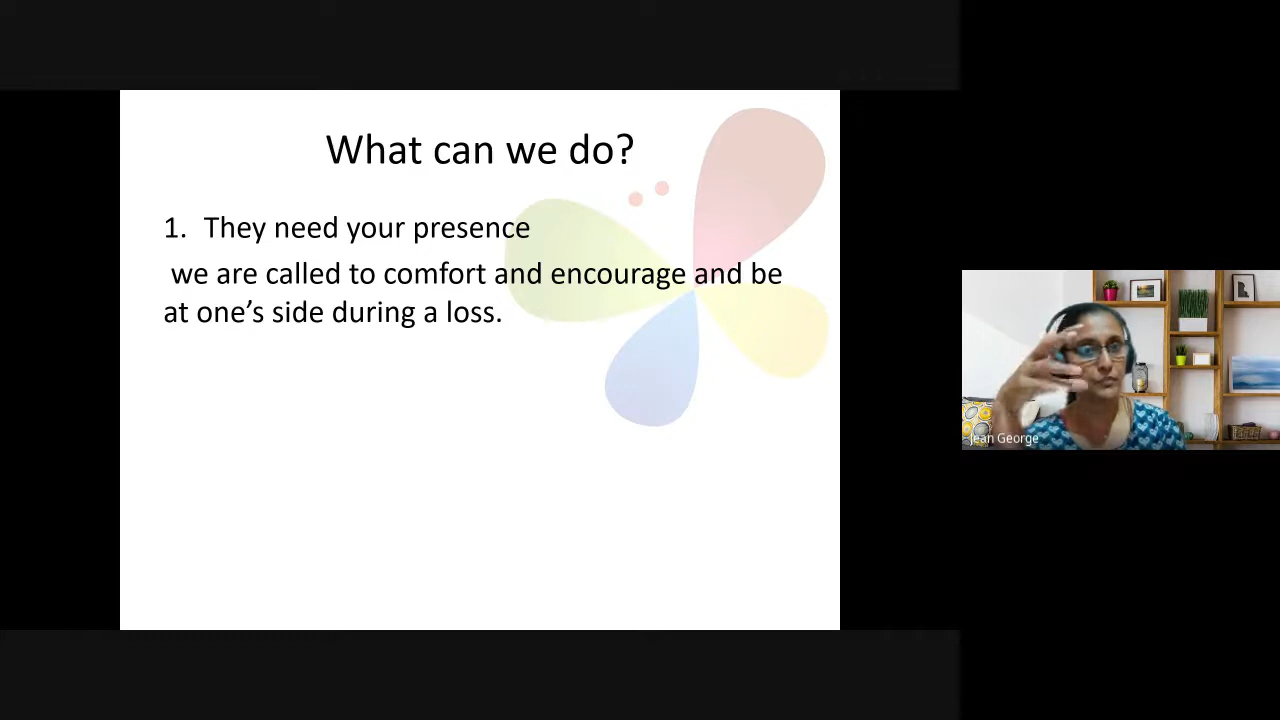 What can we do?
1. They need your presence
we are called to comfort and encourage and be
at one’s side during a loss.
Jean George